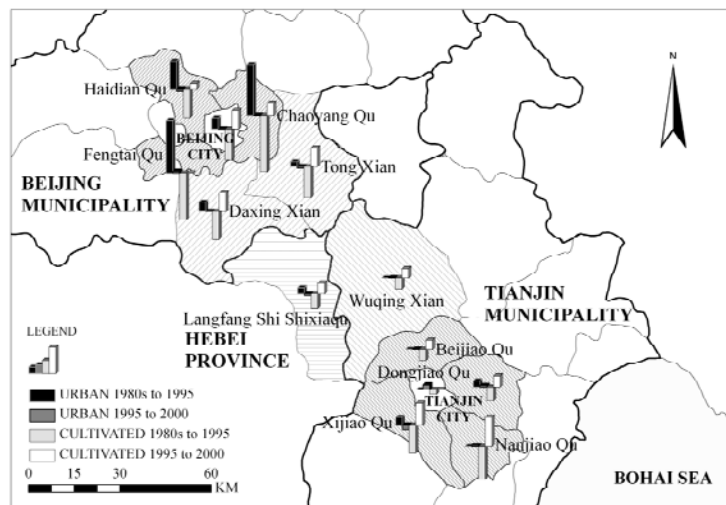 N
Haidian Qu
Chaoyang Qu
BEIJING
CITY
Fengtai Qu
Tong Xian
BEIJING
MUNICIPALITY
Daxing Xian
Wuqing Xian
TIANJIN
MUNICIPALITY
Langfang Shi Shixiaqu
HEBEI
PROVINCE
LEGEND
Beijiao Qu
Dongjiao Qu
TIANJIN
CITY
Xijiao Qu
Nanjiao Qu
URBAN 1980s to 1995
URBAN 1995 to 2000
CULTIVATED 1980s to 1995
CULTIVATED 1995 to 2000
0 15 30 60
KM
BOHAI SEA